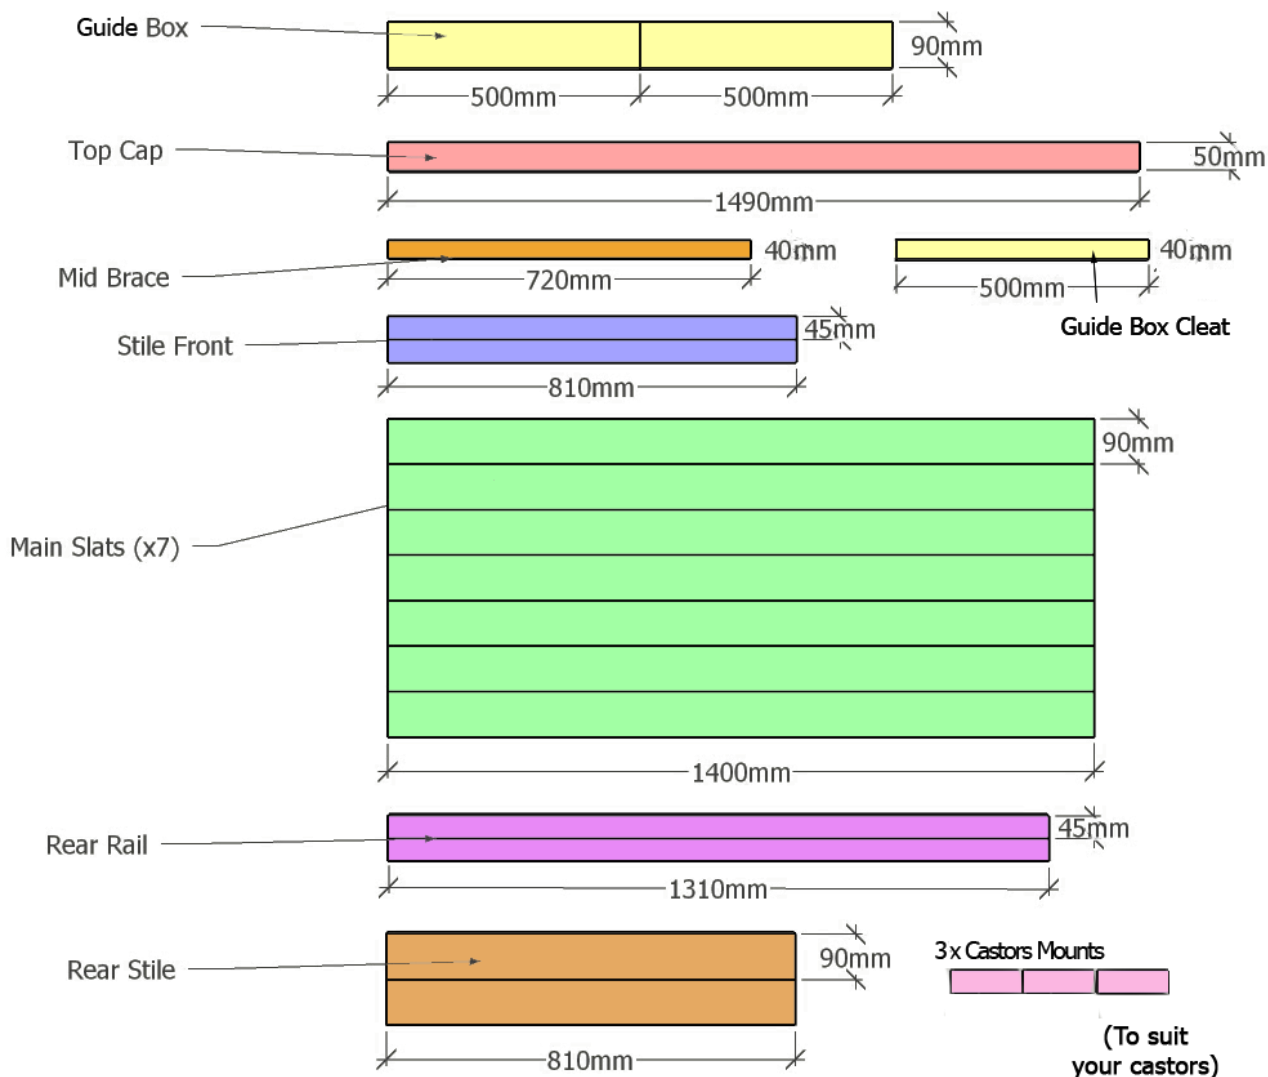 Guide Box
90mm
500mm
500mm
Top Cap
50mm
1490mm
Mid Brace
40mm
720mm
40mm
500mm
Guide Box Cleat
Stile Front
45mm
810mm
90mm
Main Slats (x7)
1400mm
Rear Rail
45mm
1310mm
Rear Stile
90mm
810mm
3x Castors Mounts
(To suit
your castors)